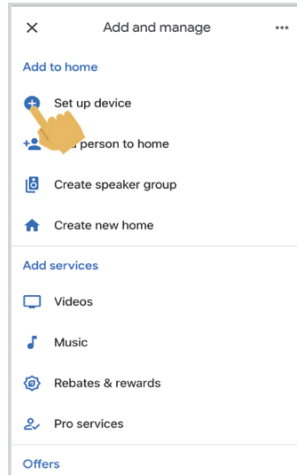 Add and manage
Add to home
Set up device
person to home
Create speaker group
Create new home
Add services
Videos
Music
Rebates & rewards
Pro services
Offers